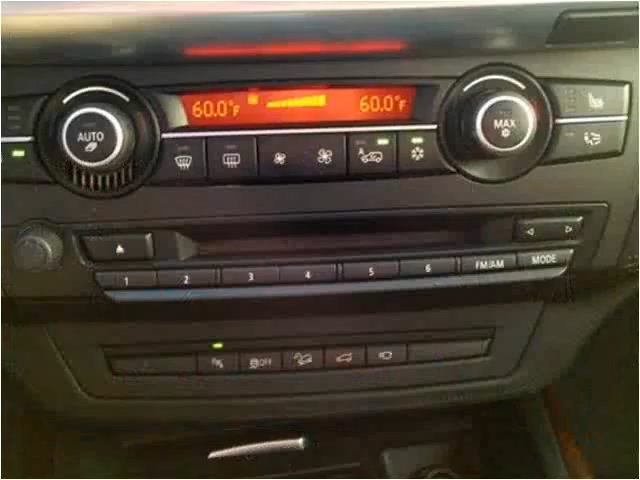 60.0°F 60.0°F
AUTO MAX
A
1 2 3 4 5 6 FM/AM MODE
OFF